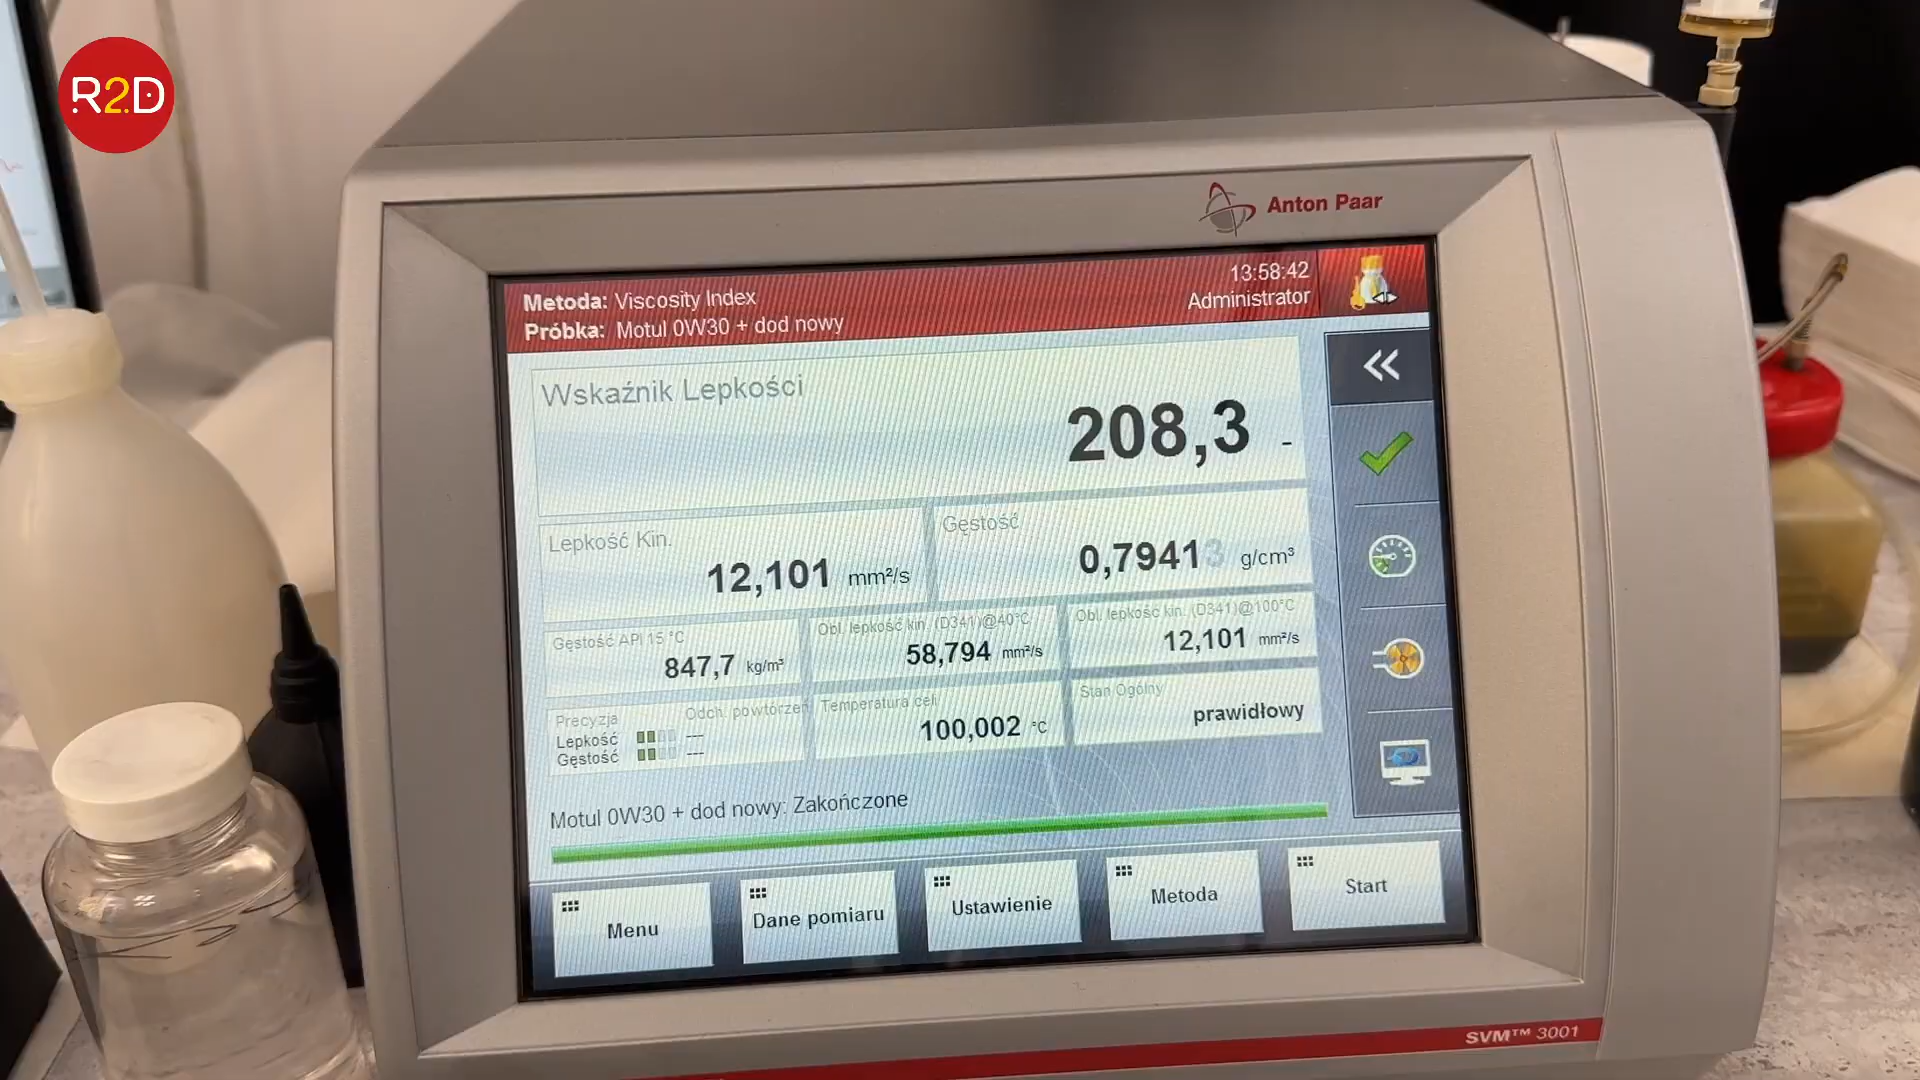 R2D
Anton Paar
13:58:42
Metoda: Viscosity Index
Administrator
Próbka: Motul 0W30 + dod nowy
Wskaźnik Lepkości
208,3 -
Lepkość Kin.
12,101 mm²/s
Gęstość
0,79413 g/cm³
Gęstość API 15 °C
847,7 kg/m³
Obl. lepkość kin. (D341)@40°C
58,794 mm²/s
Obl. lepkość kin. (D341)@100°C
12,101 mm²/s
Precyzja Odch. powtórzeń
Lepkość ---
Gęstość ---
Temperatura celi
100,002 °C
Stan Ogólny
prawidłowy
Motul 0W30 + dod nowy: Zakończone
Menu
Dane pomiaru
Ustawienie
Metoda
Start
SVM™ 3001